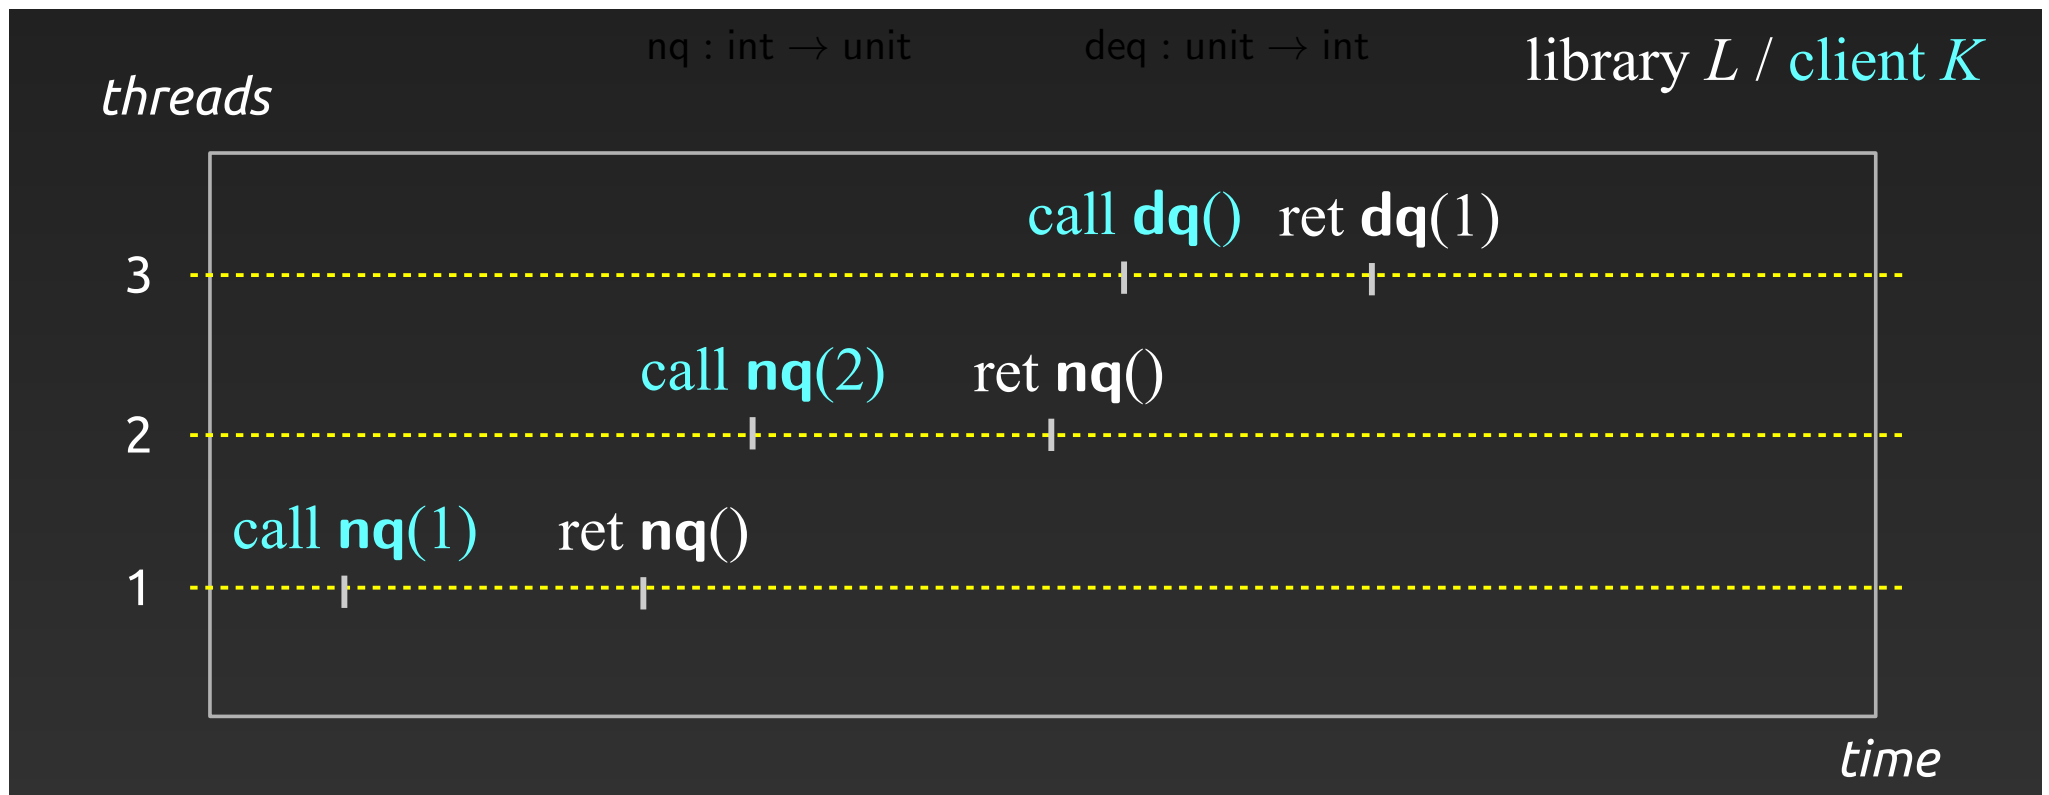 nq : int → unit deq : unit → int
library L / client K
threads
call dq() ret dq(1)
3
call nq(2) ret nq()
2
call nq(1) ret nq()
1
time